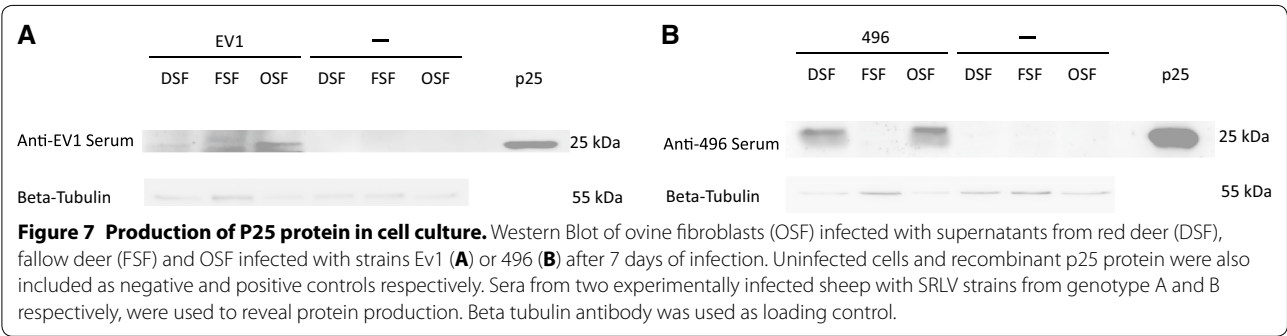 A
EV1 —
DSF FSF OSF DSF FSF OSF p25
Anti-EV1 Serum 25 kDa
Beta-Tubulin 55 kDa
B
496 —
DSF FSF OSF DSF FSF OSF p25
Anti-496 Serum 25 kDa
Beta-Tubulin 55 kDa
Figure 7 Production of P25 protein in cell culture. Western Blot of ovine fibroblasts (OSF) infected with supernatants from red deer (DSF),
fallow deer (FSF) and OSF infected with strains Ev1 (A) or 496 (B) after 7 days of infection. Uninfected cells and recombinant p25 protein were also
included as negative and positive controls respectively. Sera from two experimentally infected sheep with SRLV strains from genotype A and B
respectively, were used to reveal protein production. Beta tubulin antibody was used as loading control.